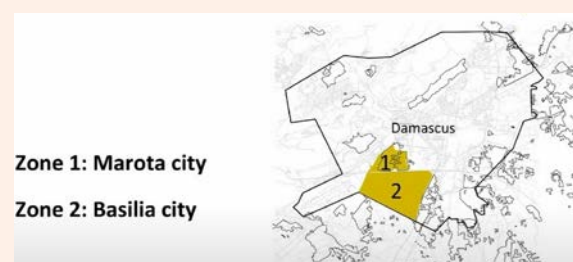 Damascus
1
Zone 1: Marota city
2
Zone 2: Basilia city